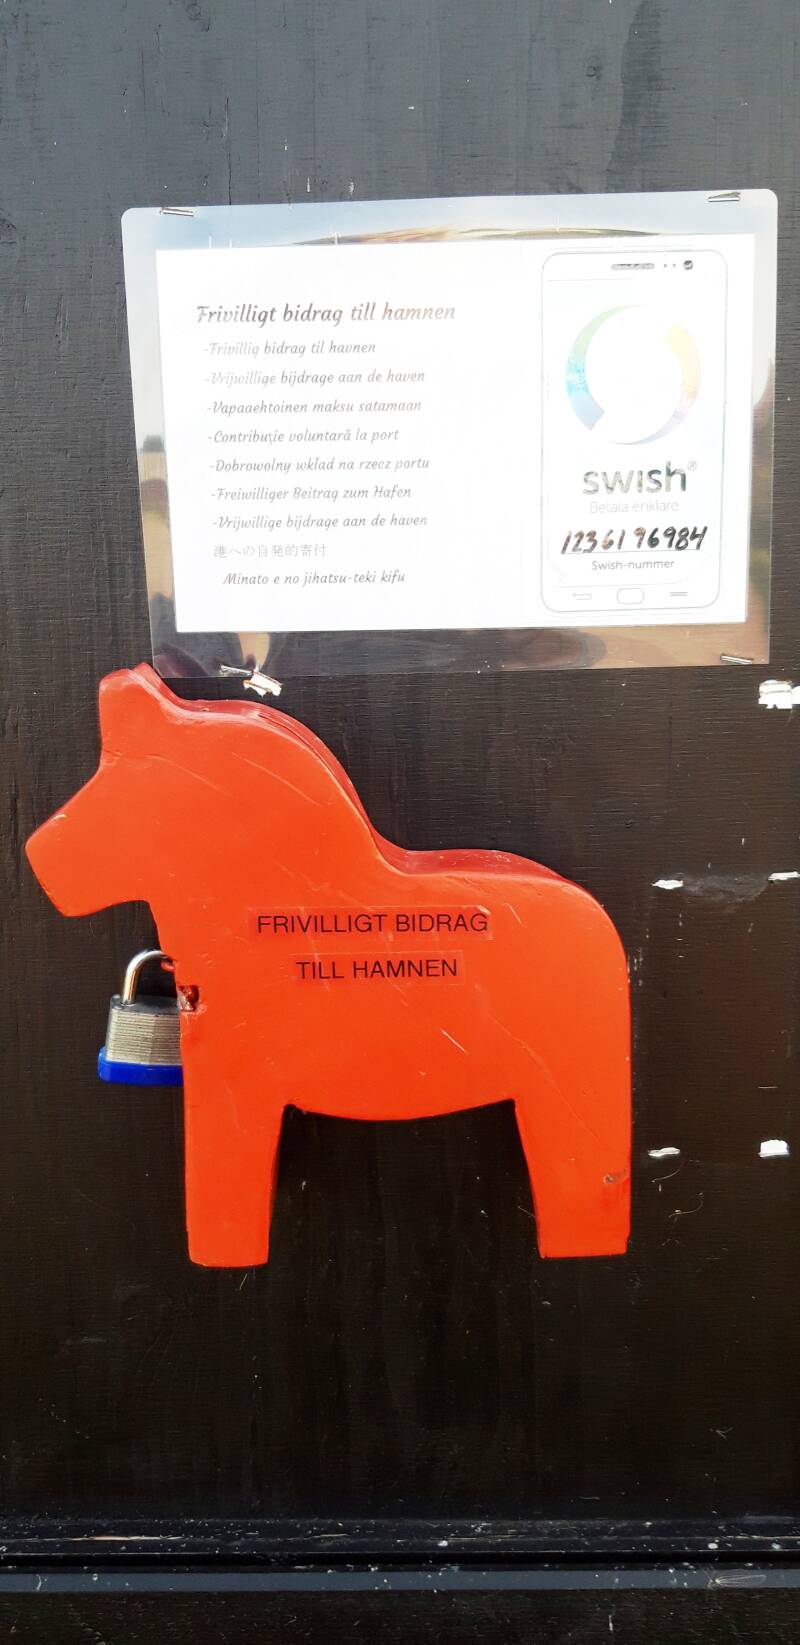 Frivilligt bidrag till hamnen
-Frivillig bidrag til havnen
-Vrijwillige bijdrage aan de haven
-Vapaaehtoinen maksu satamaan
-Contribuție voluntară la port
-Dobrowolny wkład na rzecz portu
-Freiwilliger Beitrag zum Hafen
-Vrijwillige bijdrage aan de haven
港への自発的寄付
Minato e no jihatsu-teki kifu
swish®
Betala enklare
12361 96984
Swish-nummer
FRIVILLIGT BIDRAG
TILL HAMNEN